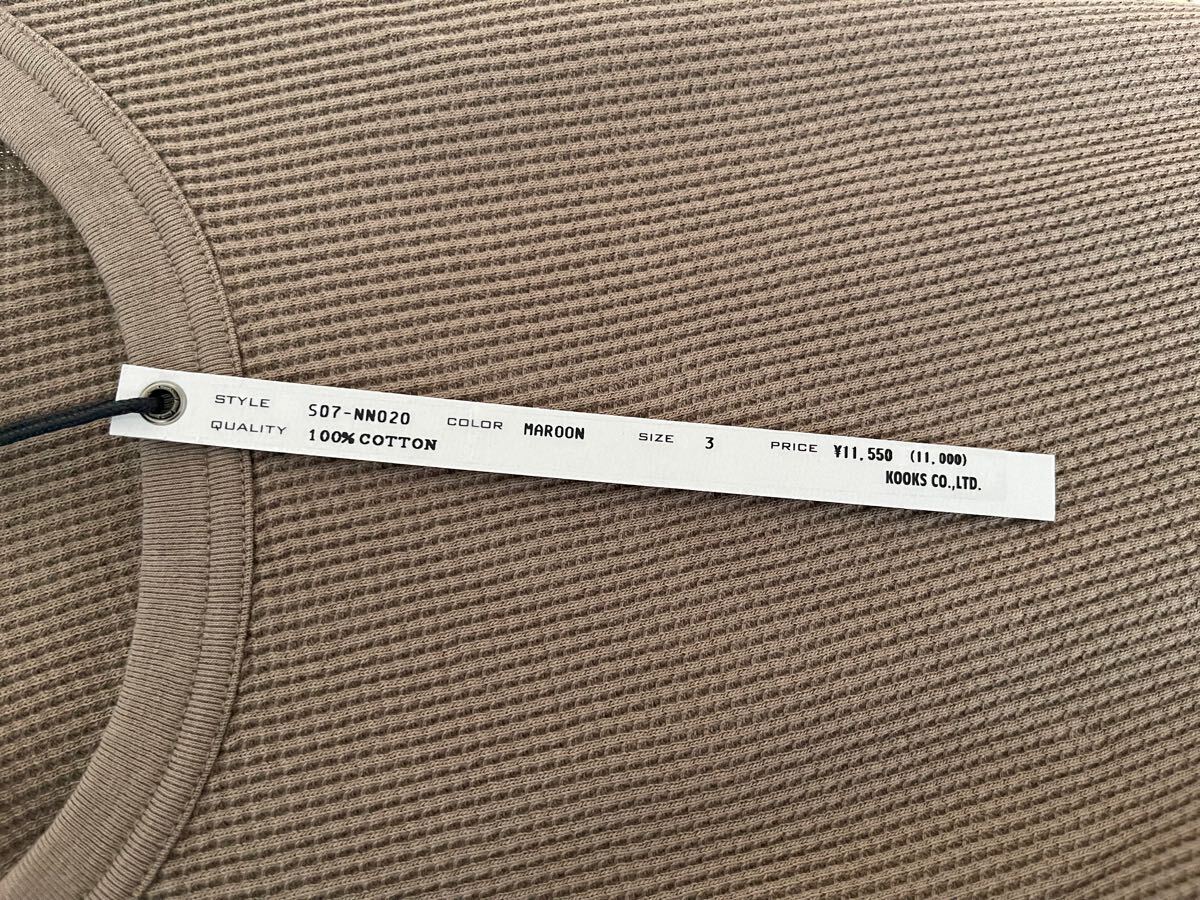 STYLE S07-NN020 COLOR MAROON SIZE 3 PRICE ¥11,550 (11,000)
QUALITY 100% COTTON KOOKS CO.,LTD.